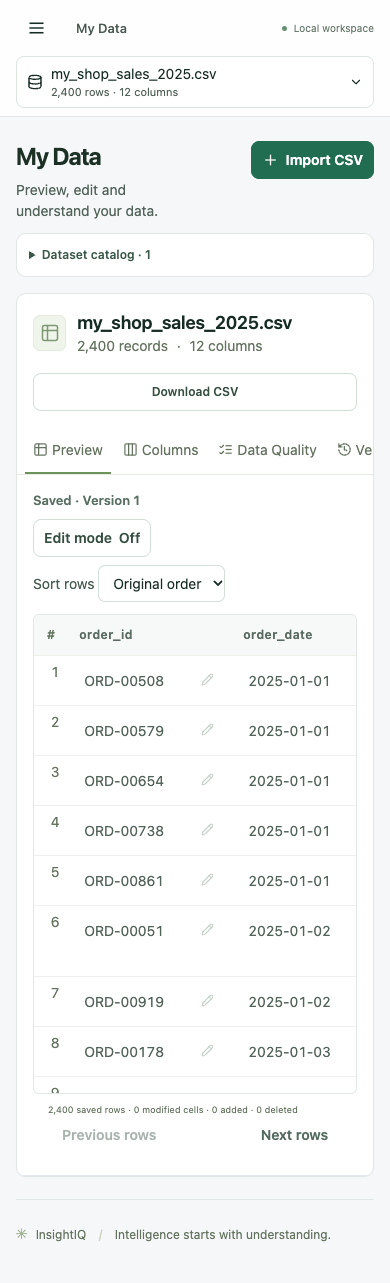 My Data
Local workspace
my_shop_sales_2025.csv
2,400 rows · 12 columns
My Data
Import CSV
Preview, edit and
understand your data.
Dataset catalog · 1
my_shop_sales_2025.csv
2,400 records · 12 columns
Download CSV
Preview Columns Data Quality Ve
Saved · Version 1
Edit mode Off
Sort rows Original order
# order_id order_date
1 ORD-00508 2025-01-01
2 ORD-00579 2025-01-01
3 ORD-00654 2025-01-01
4 ORD-00738 2025-01-01
5 ORD-00861 2025-01-01
6 ORD-00051 2025-01-02
7 ORD-00919 2025-01-02
8 ORD-00178 2025-01-03
2,400 saved rows · 0 modified cells · 0 added · 0 deleted
Previous rows Next rows
InsightIQ / Intelligence starts with understanding.